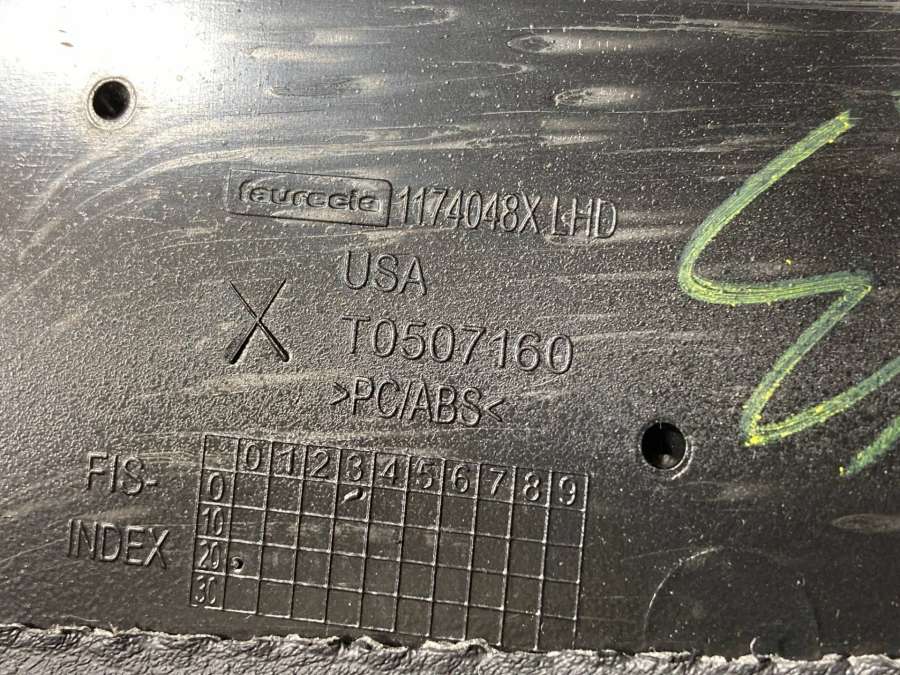 faurecia 1174048X LHD
USA
X T0507160
>PC/ABS<
FIS-
INDEX
0 1 2 3 4 5 6 7 8 9
0
10
20
30